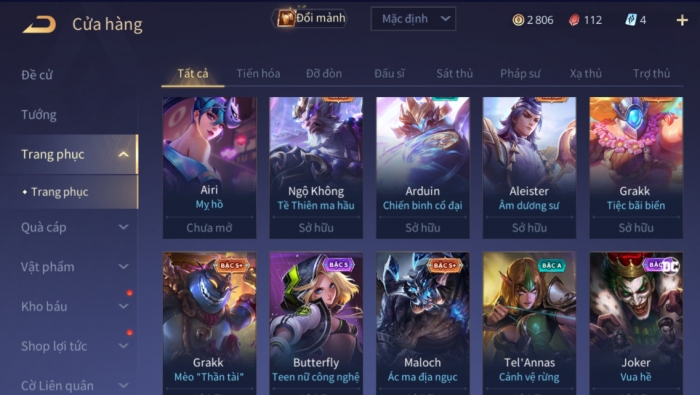 Cửa hàng
Đổi mảnh
Mặc định
2 806
112
4
Đề cử
Tướng
Trang phục
Trang phục
Quà cáp
Vật phẩm
Kho báu
Shop lợi tức
Cờ Liên quân
Tất cả
Tiến hóa
Đỡ đòn
Đấu sĩ
Sát thủ
Pháp sư
Xạ thủ
Trợ thủ
Airi
Mỵ hồ
Chưa mở
Ngộ Không
Tề Thiên ma hầu
Sở hữu
Arduin
Chiến binh cổ đại
Sở hữu
Aleister
Âm dương sư
Sở hữu
Grakk
Tiệc bãi biển
Sở hữu
BẬC S+
Grakk
Mèo "Thần tài"
BẬC S
Butterfly
Teen nữ công nghệ
BẬC S+
Maloch
Ác ma địa ngục
BẬC A
Tel'Annas
Cảnh vệ rừng
DC
Joker
Vua hề